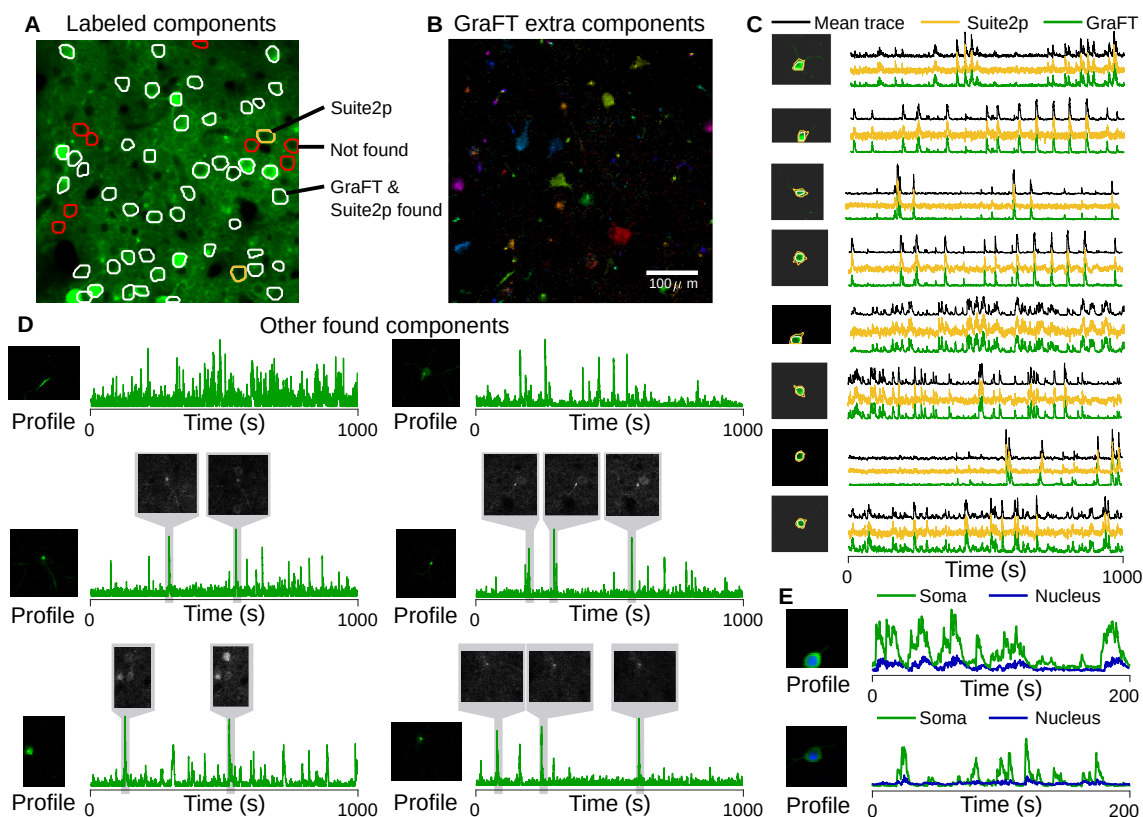 A Labeled components
Suite2p
Not found
GraFT &
Suite2p found
B GraFT extra components
100 μ m
C Mean trace Suite2p GraFT
0 1000
Time (s)
D Other found components
Profile
0 Time (s) 1000
Profile
0 Time (s) 1000
Profile
0 Time (s) 1000
Profile
0 Time (s) 1000
Profile
0 Time (s) 1000
Profile
0 Time (s) 1000
E Soma Nucleus
Profile
0 Time (s) 200
Soma Nucleus
Profile
0 Time (s) 200